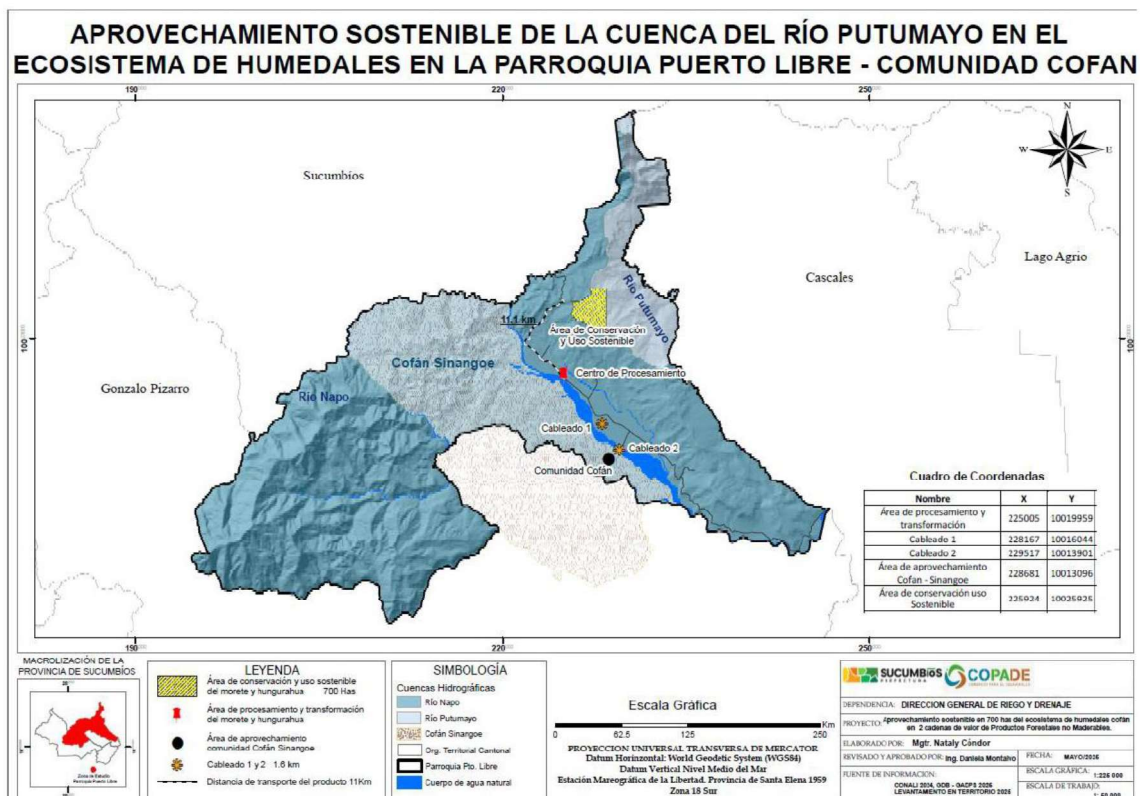 APROVECHAMIENTO SOSTENIBLE DE LA CUENCA DEL RÍO PUTUMAYO EN EL
ECOSISTEMA DE HUMEDALES EN LA PARROQUIA PUERTO LIBRE - COMUNIDAD COFAN
190
220
250
N
W
E
S
Sucumbíos
Lago Agrio
Cascales
Río Putumayo
11.1 km
Área de Conservación
y Uso Sostenible
100
100
Cofán Sinangoe
Centro de Procesamiento
Gonzalo Pizarro
Río Napo
Cableado 1
Cableado 2
Comunidad Cofán
Cuadro de Coordenadas
Nombre X Y
Área de procesamiento y
transformación 225005 10019959
Cableado 1 228167 10016044
Cableado 2 229517 10013901
Área de aprovechamiento
Cofan - Sinangoe 228681 10013096
Área de conservación uso
Sostenible
190
220
250
MACROLIZACIÓN DE LA
PROVINCIA DE SUCUMBÍOS
Zona de Estudio
Parroquia Puerto Libre
LEYENDA
Área de conservación y uso sostenible
del morete y hungurahua 700 Has
Área de procesamiento y transformación
del morete y hungurahua
Área de aprovechamiento
comunidad Cofán Sinangoe
Cableado 1 y 2 1.6 km
Distancia de transporte del producto 11Km
SIMBOLOGÍA
Cuencas Hidrográficas
Río Napo
Río Putumayo
Cofán Sinangoe
Org. Territorial Cantonal
Parroquia Pto. Libre
Cuerpo de agua natural
Escala Gráfica
Km
0 62.5 125 250
PROYECCION UNIVERSAL TRANSVERSA DE MERCATOR
Datum Horinzontal: World Geodetic System (WGS84)
Datum Vertical Nivel Medio del Mar
Estación Mareográfica de la Libertad. Provincia de Santa Elena 1959
Zona 18 Sur
SUCUMBÍOS
PREFECTURA
COPADE
DEPENDENCIA: DIRECCION GENERAL DE RIEGO Y DRENAJE
PROYECTO: Aprovechamiento sostenible en 700 has del ecosistema de humedales cofán
en 2 cadenas de valor de Productos Forestales no Maderables.
ELABORADO POR: Mgtr. Nataly Cóndor
REVISADO Y APROBADO POR: Ing. Daniela Montaño
FECHA: MAYO/2025
FUENTE DE INFORMACIÓN:
ESCALA GRÁFICA:
ESCALA DE TRABAJO: